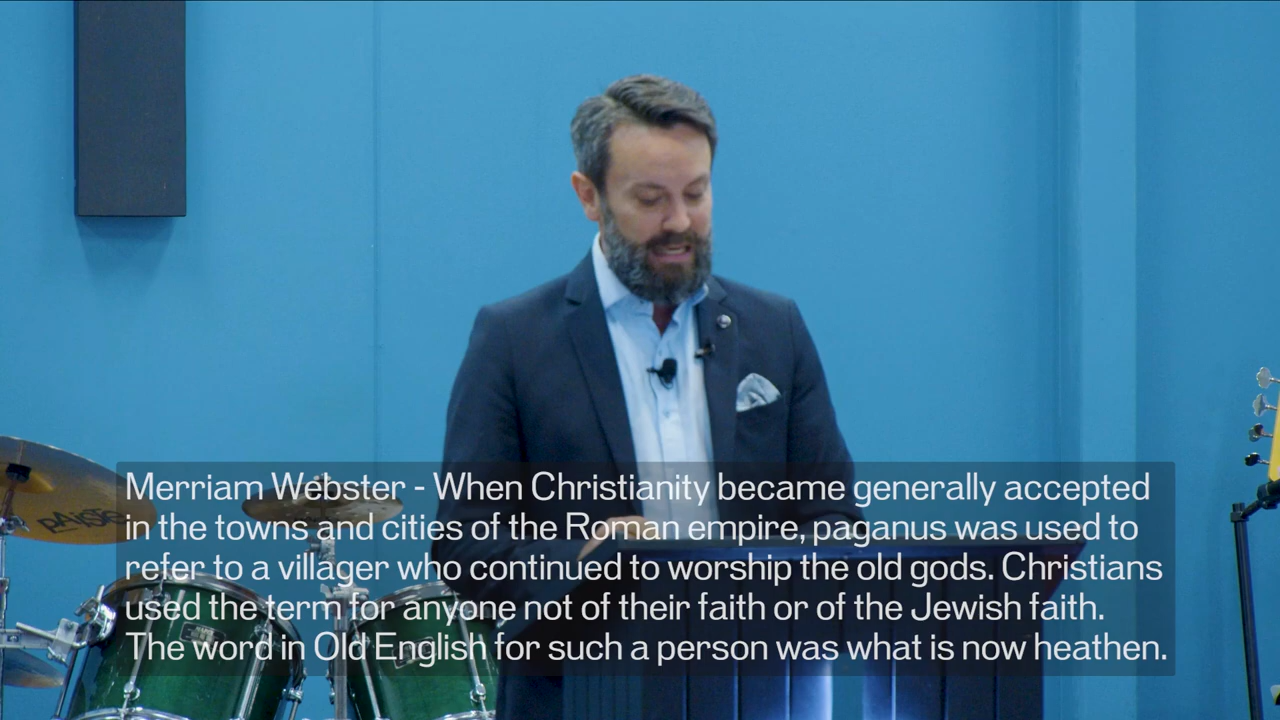 Merriam Webster - When Christianity became generally accepted
in the towns and cities of the Roman empire, paganus was used to
refer to a villager who continued to worship the old gods. Christians
used the term for anyone not of their faith or of the Jewish faith.
The word in Old English for such a person was what is now heathen.
PAiSTe